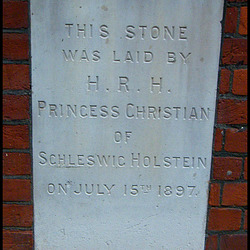 THIS STONE
WAS LAID BY
H.R.H.
PRINCESS CHRISTIAN
OF
SCHLESWIG HOLSTEIN
ON JULY 15TH 1897.